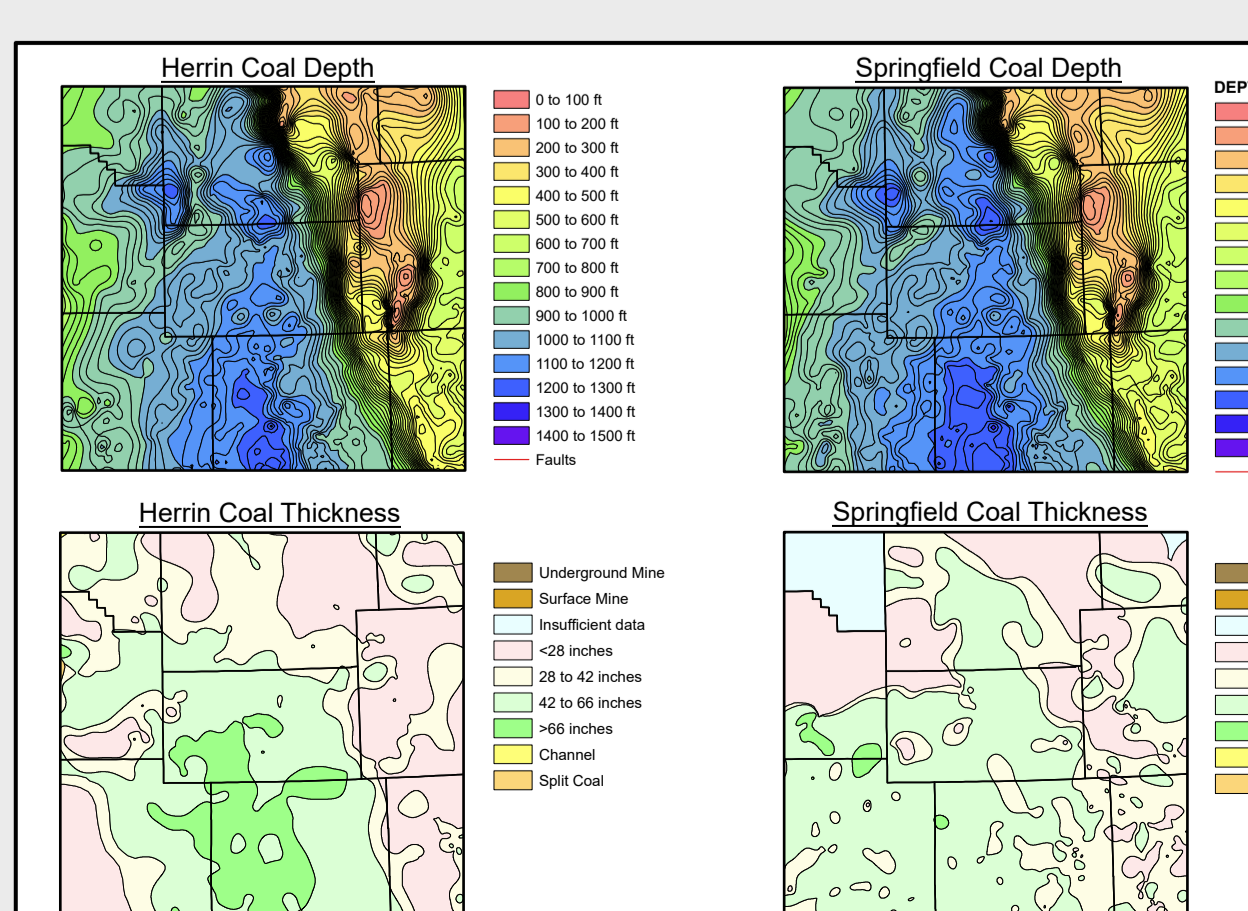 Herrin Coal Depth
0 to 100 ft
100 to 200 ft
200 to 300 ft
300 to 400 ft
400 to 500 ft
500 to 600 ft
600 to 700 ft
700 to 800 ft
800 to 900 ft
900 to 1000 ft
1000 to 1100 ft
1100 to 1200 ft
1200 to 1300 ft
1300 to 1400 ft
1400 to 1500 ft
Faults
Springfield Coal Depth
DEP
Herrin Coal Thickness
Underground Mine
Surface Mine
Insufficient data
<28 inches
28 to 42 inches
42 to 66 inches
>66 inches
Channel
Split Coal
Springfield Coal Thickness